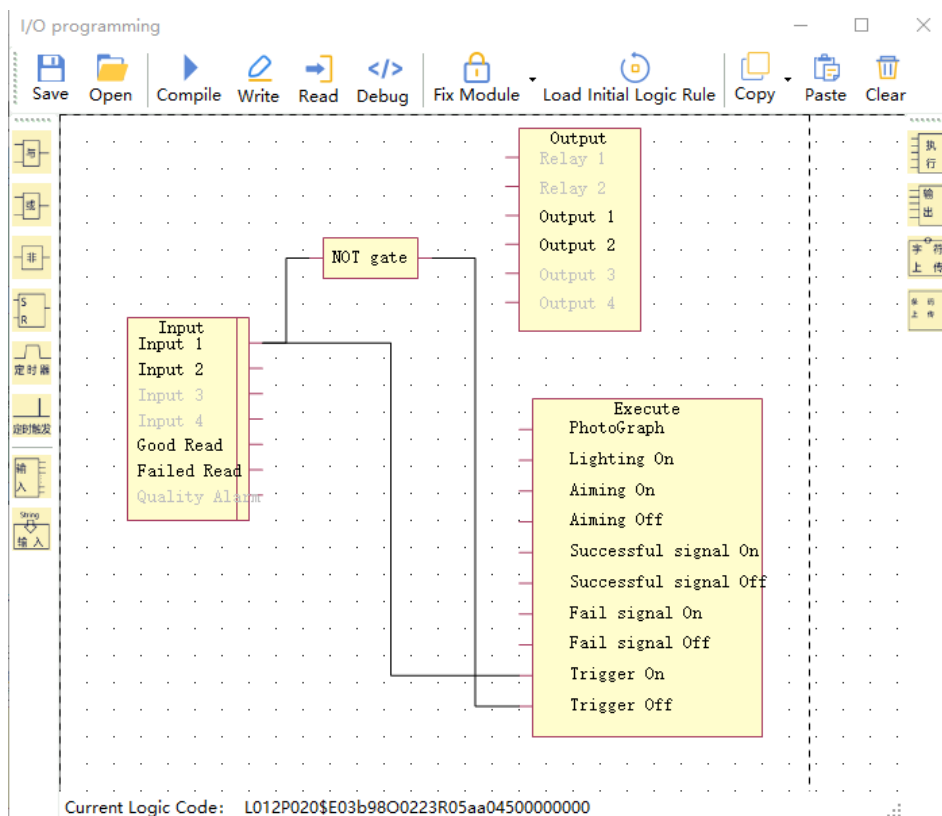 I/O programming
Save Open Compile Write Read Debug Fix Module Load Initial Logic Rule Copy Paste Clear
与
或
非
S
R
定时器
定时触发
输
入
String
输入
Output
Relay 1
Relay 2
Output 1
Output 2
Output 3
Output 4
NOT gate
Input
Input 1
Input 2
Input 3
Input 4
Good Read
Failed Read
Quality Alarm
Execute
PhotoGraph
Lighting On
Aiming On
Aiming Off
Successful signal On
Successful signal Off
Fail signal On
Fail signal Off
Trigger On
Trigger Off
执
行
输
出
字符
上传
条码
上传
Current Logic Code: L012P020$E03b98O0223R05aa04500000000